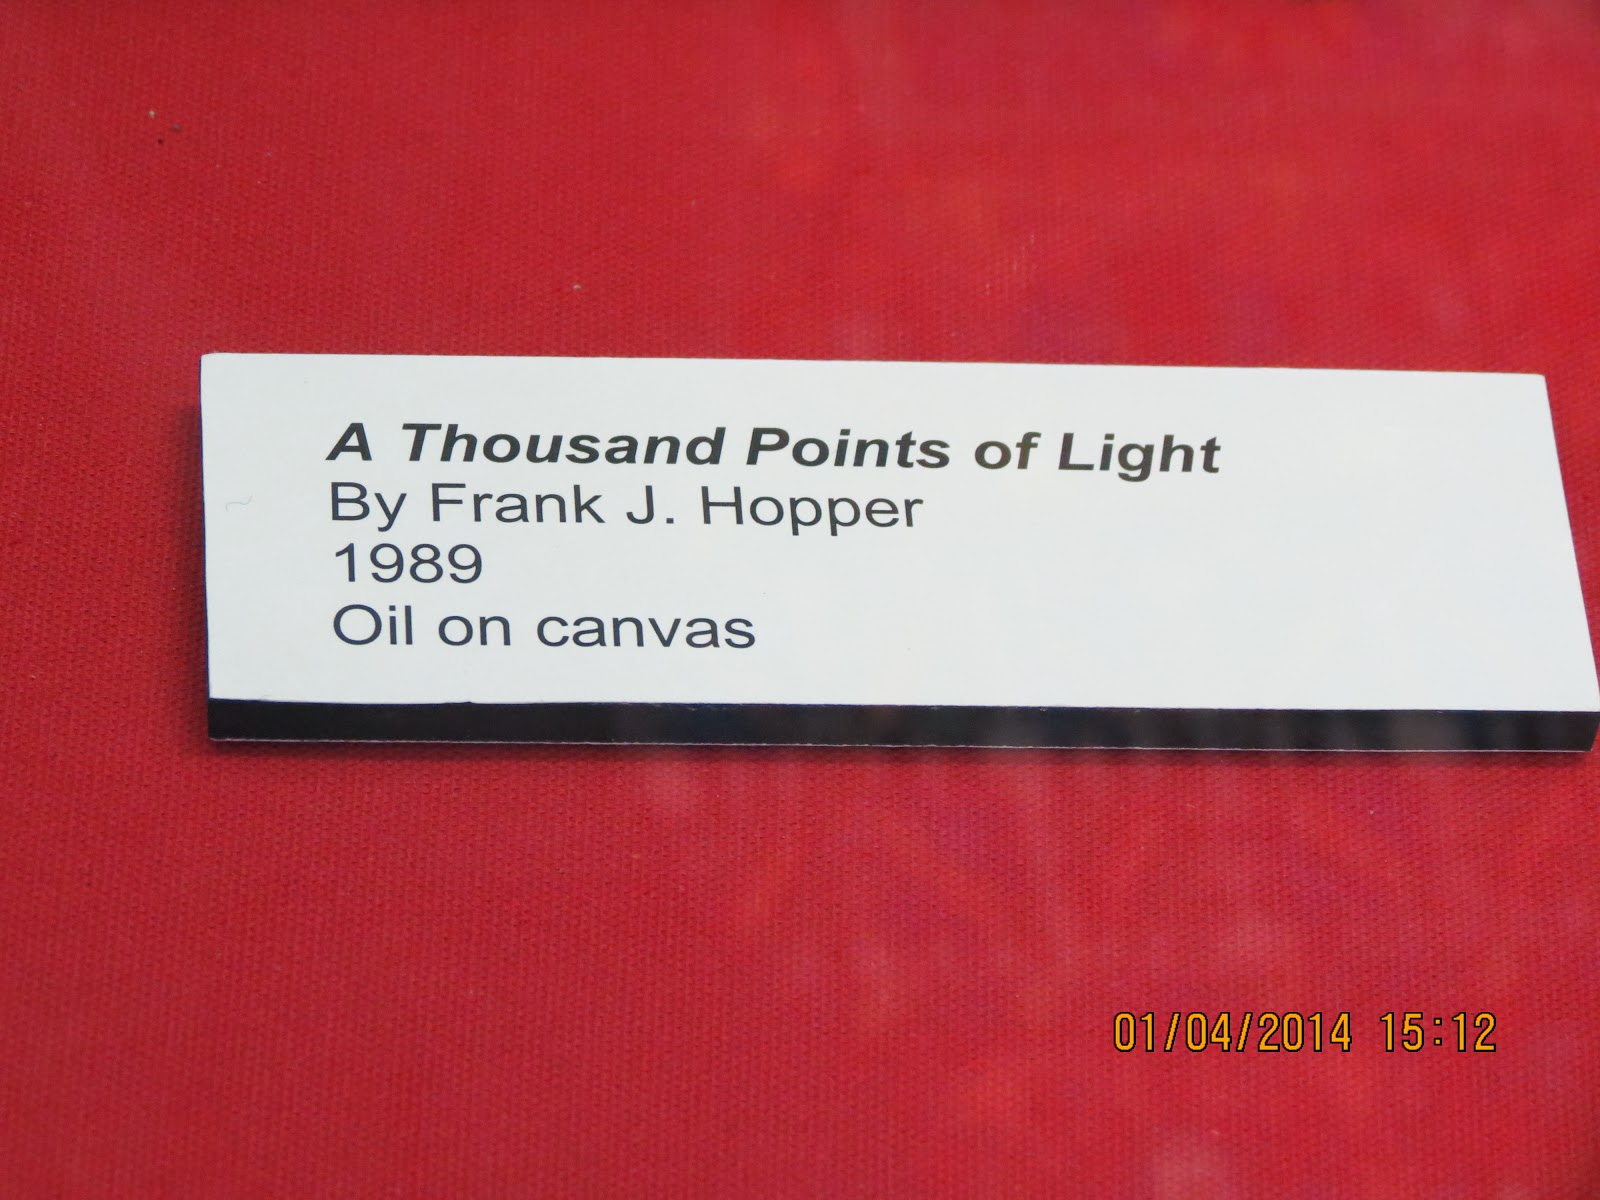 A Thousand Points of Light
By Frank J. Hopper
1989
Oil on canvas
01/04/2014 15:12